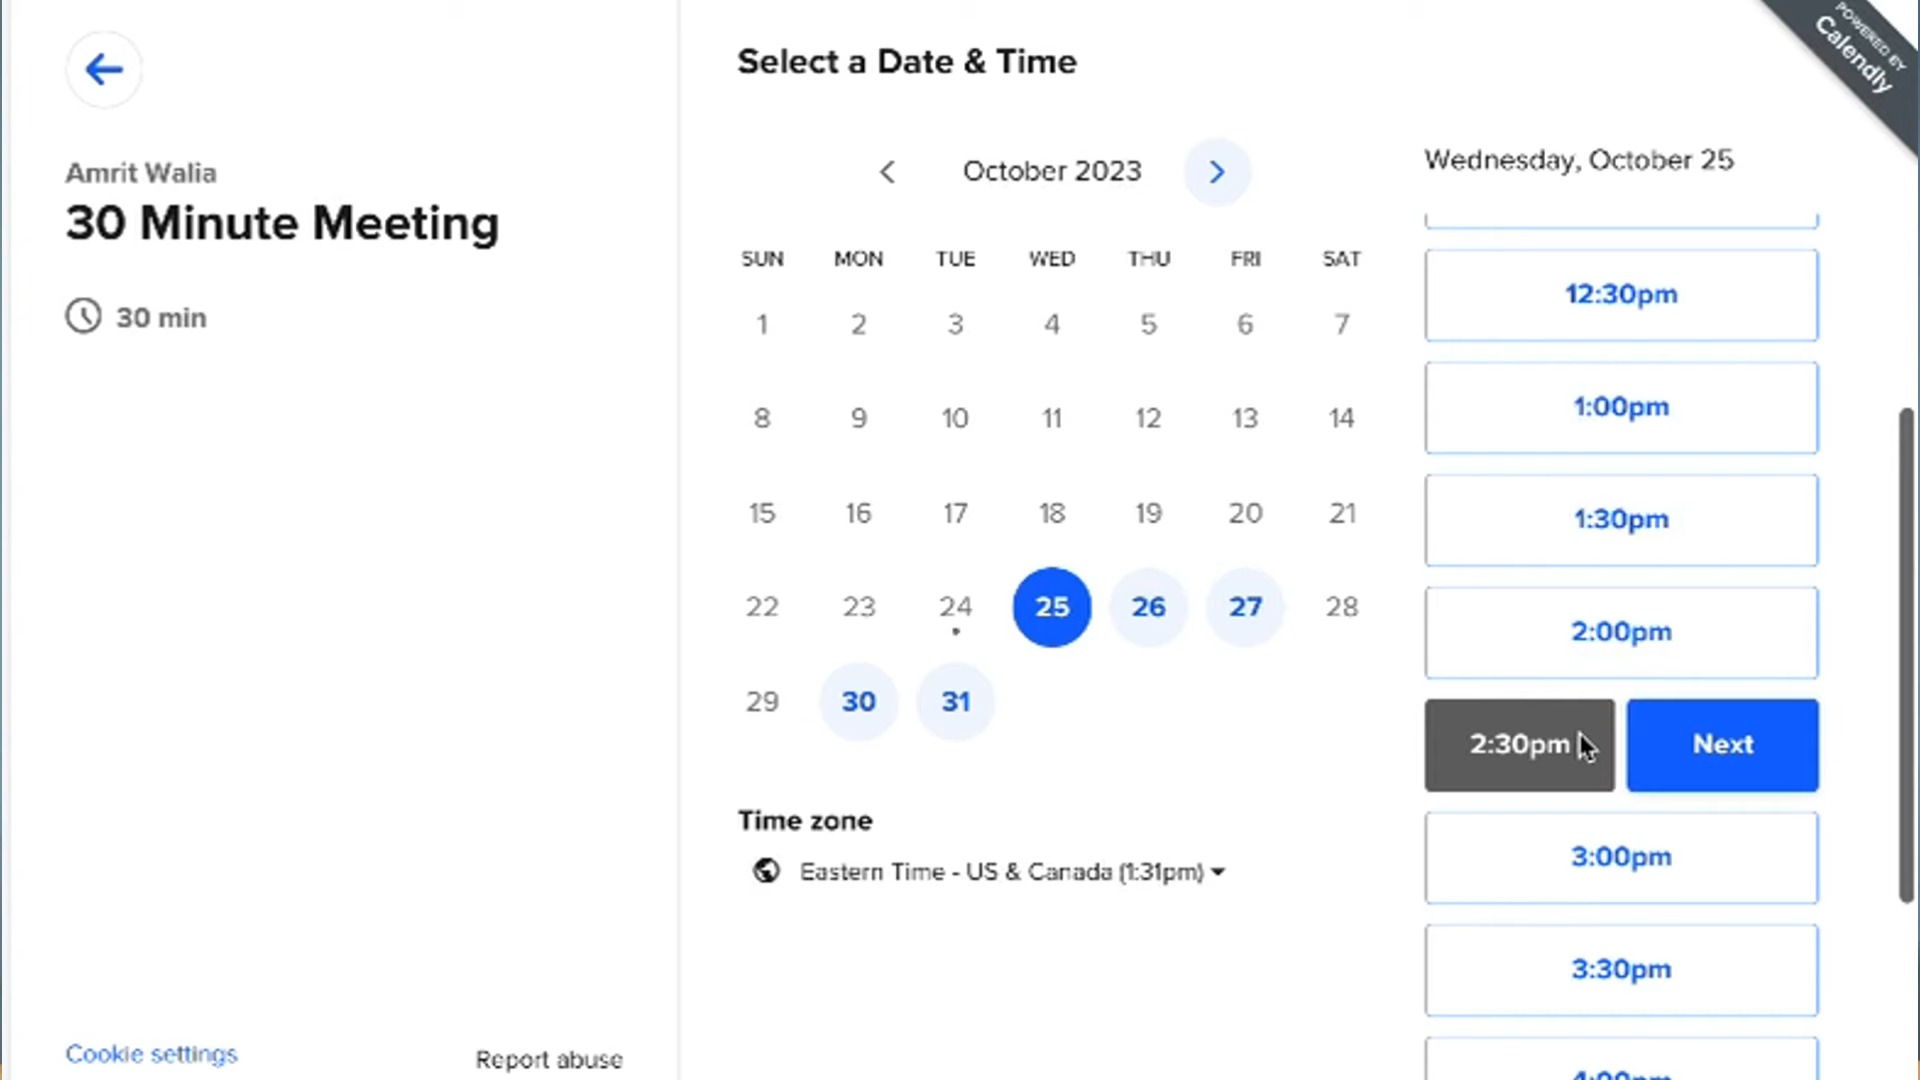 POWERED BY
Calendly
Amrit Walia
30 Minute Meeting
30 min
Cookie settings
Report abuse
Select a Date & Time
October 2023
SUN MON TUE WED THU FRI SAT
1 2 3 4 5 6 7
8 9 10 11 12 13 14
15 16 17 18 19 20 21
22 23 24 25 26 27 28
29 30 31
Time zone
Eastern Time - US & Canada (1:31pm)
Wednesday, October 25
12:30pm
1:00pm
1:30pm
2:00pm
2:30pm Next
3:00pm
3:30pm